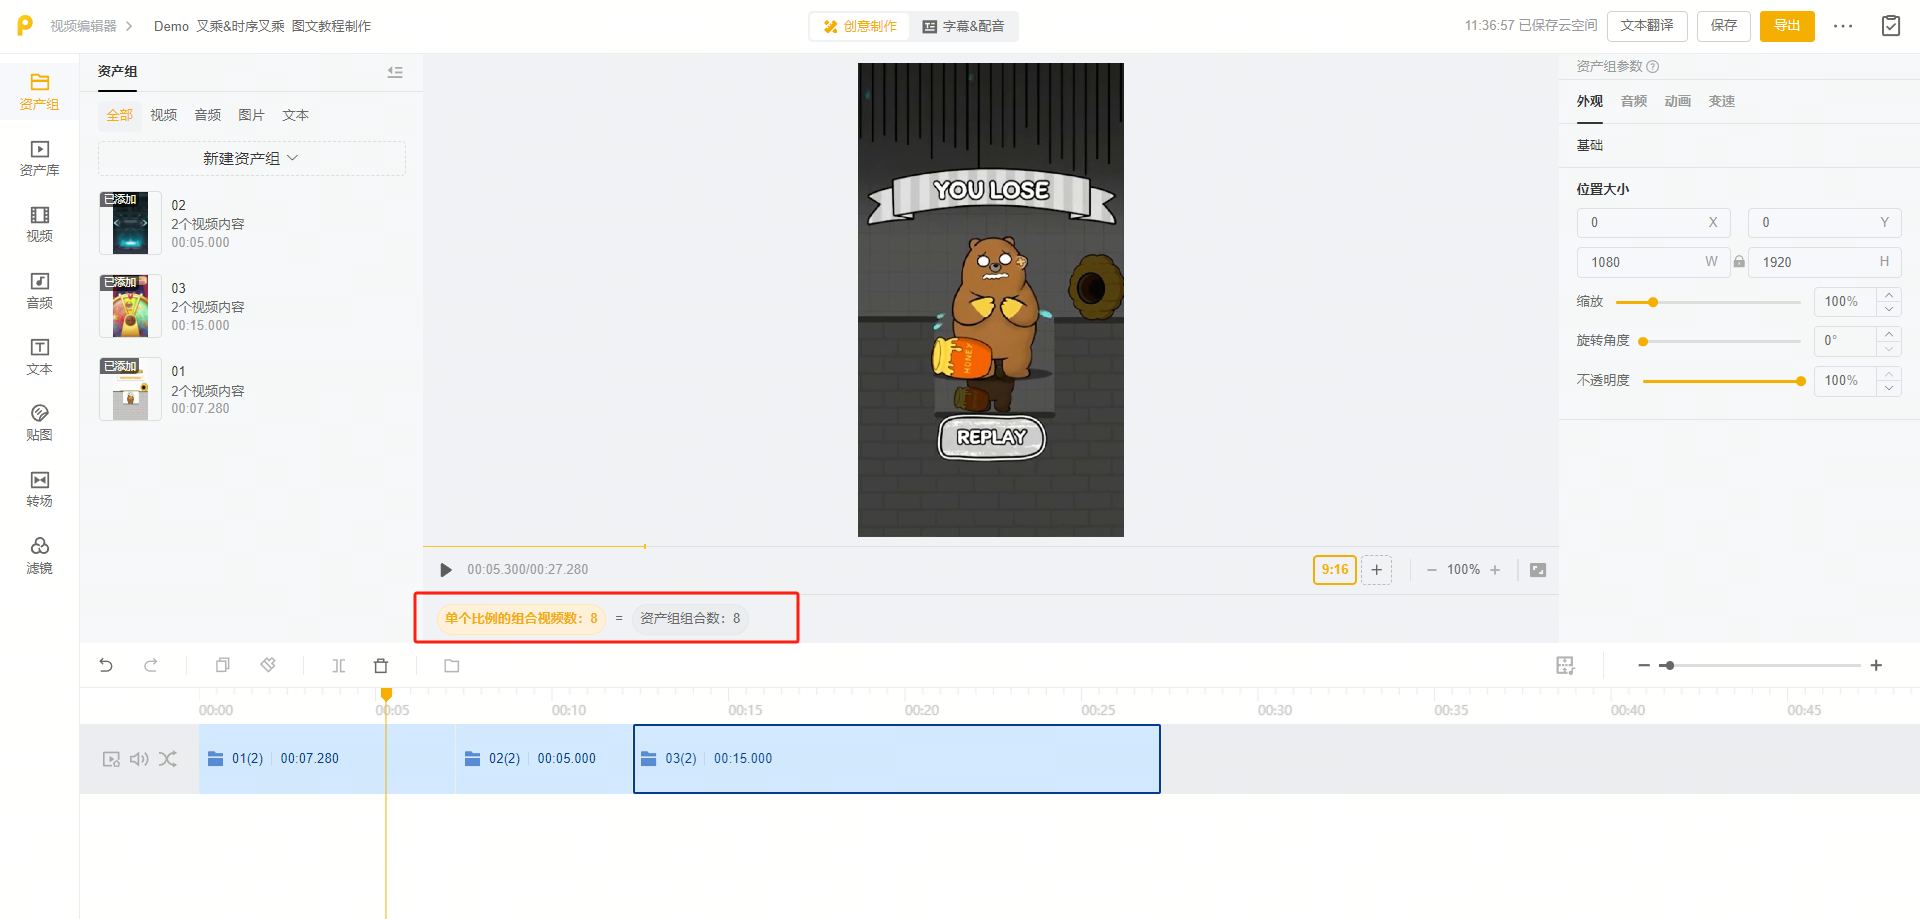 视频编辑器
Demo 叉乘&时序叉乘 图文教程制作
创意制作
字幕&配音
11:36:57 已保存云空间
文本翻译
保存
导出
资产组
资产库
视频
音频
文本
贴图
转场
滤镜
资产组
全部 视频 音频 图片 文本
新建资产组
已添加
02
2个视频内容
00:05.000
已添加
03
2个视频内容
00:15.000
已添加
01
2个视频内容
00:07.280
YOU LOSE
HONEY
REPLAY
00:05.300/00:27.280
9:16
100%
单个比例的组合视频数：8 = 资产组组合数：8
资产组参数
外观 音频 动画 变速
基础
位置大小
0 X 0 Y
1080 W 1920 H
缩放 100%
旋转角度 0°
不透明度 100%
00:00 00:05 00:10 00:15 00:20 00:25 00:30 00:35 00:40 00:45
01(2) 00:07.280 02(2) 00:05.000 03(2) 00:15.000